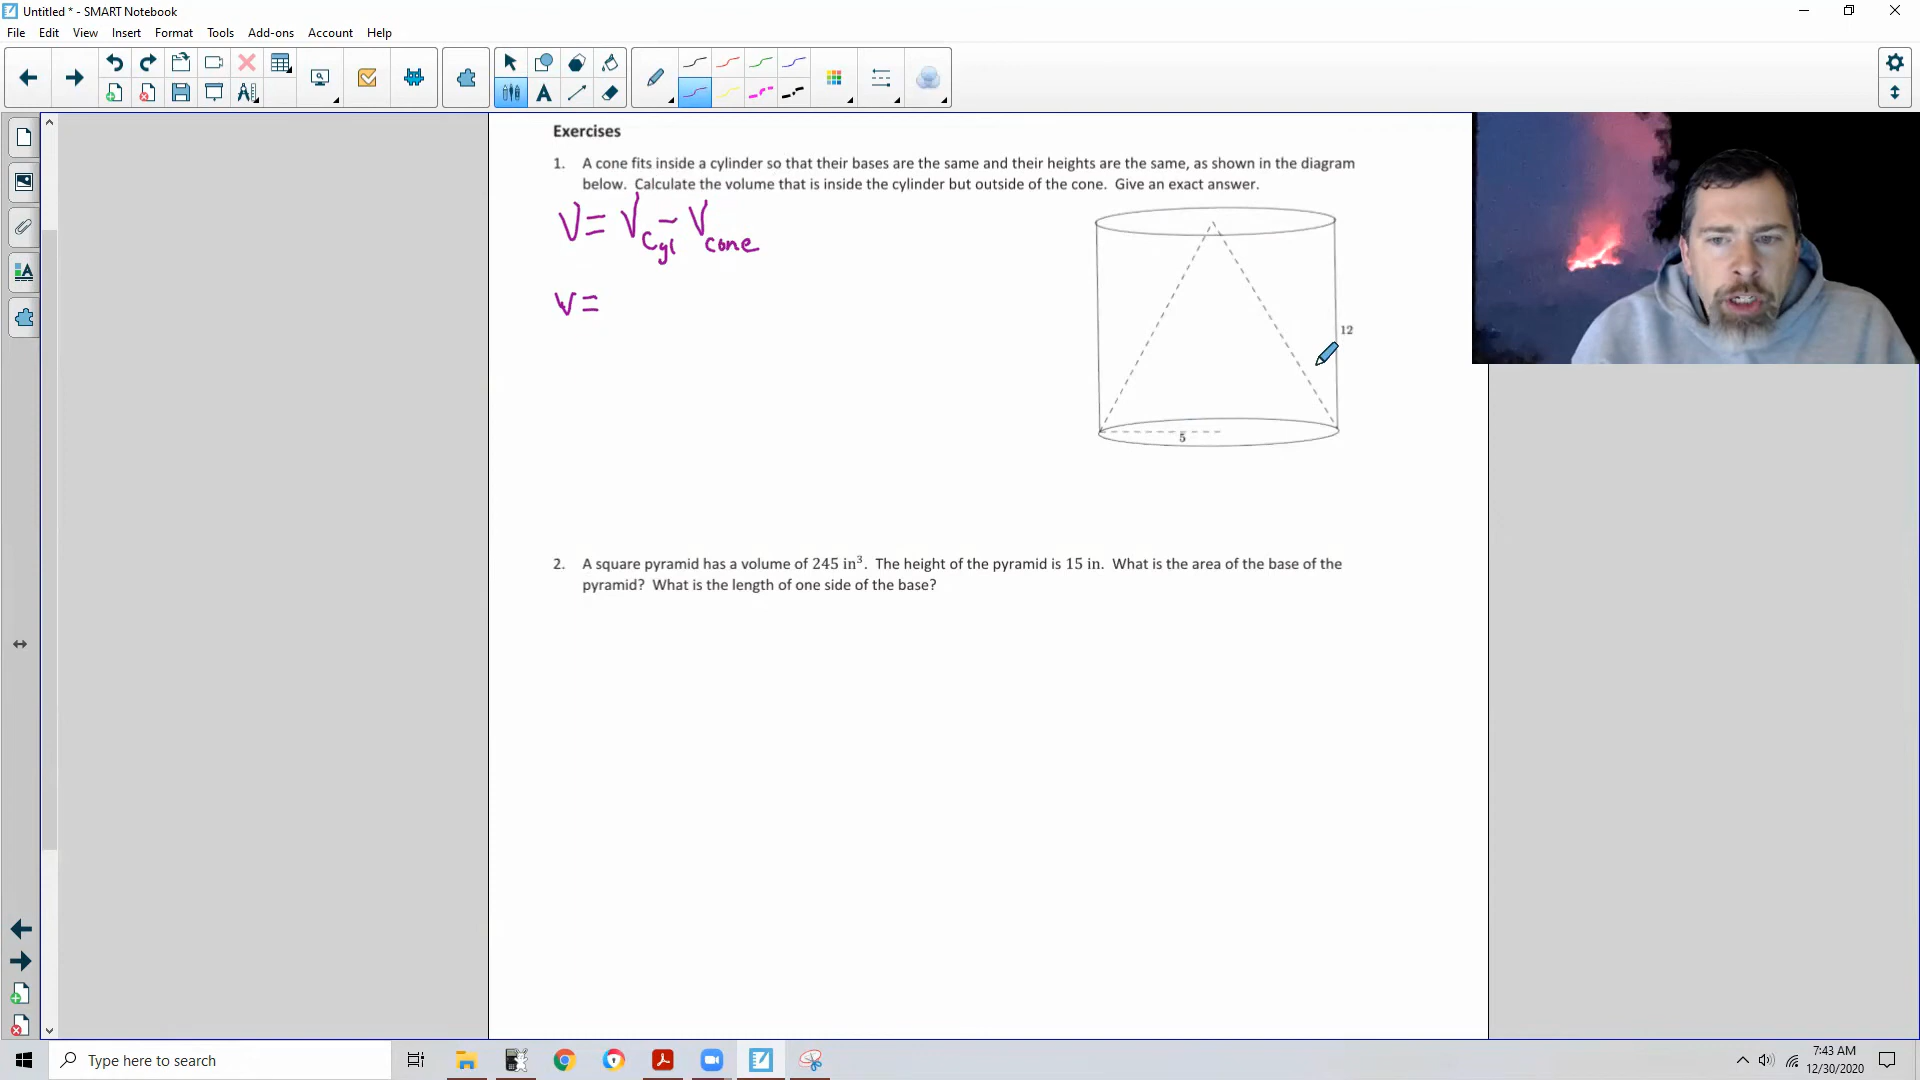 Untitled * - SMART Notebook
File Edit View Insert Format Tools Add-ons Account Help
Exercises
1. A cone fits inside a cylinder so that their bases are the same and their heights are the same, as shown in the diagram
below. Calculate the volume that is inside the cylinder but outside of the cone. Give an exact answer.
V = V Cyl - V cone
V =
12
5
2. A square pyramid has a volume of 245 in³. The height of the pyramid is 15 in. What is the area of the base of the
pyramid? What is the length of one side of the base?
Type here to search
7:43 AM
12/30/2020